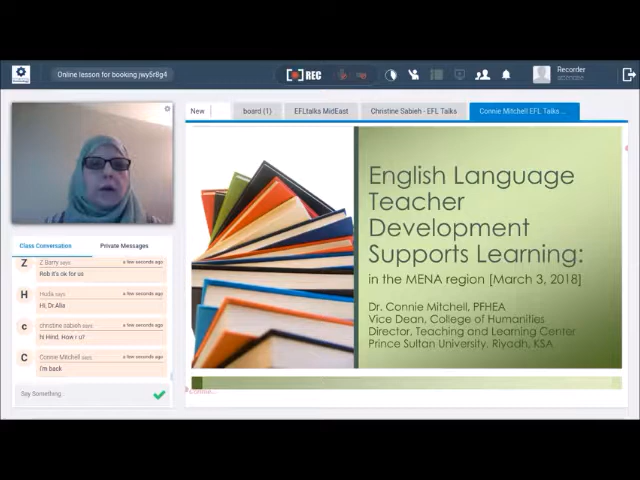 Online lesson for booking jwy5r8g4
REC
Recorder
attendee
New
board (1)
EFLtalks MidEast
Christine Sabieh - EFL Talks
Connie Mitchell EFL Talks...
English Language
Teacher
Development
Supports Learning:
in the MENA region [March 3, 2018]
Dr. Connie Mitchell, PFHEA
Vice Dean, College of Humanities
Director, Teaching and Learning Center
Prince Sultan University, Riyadh, KSA
Class Conversation
Private Messages
Z
Z Barry says
a few seconds ago
Rob it's ok for us
H
Huda says
a few seconds ago
Hi, Dr.Alia
c
christine sabieh says
a few seconds ago
hi Hind. How r u?
C
Connie Mitchell says
a few seconds ago
i'm back
Say Something.